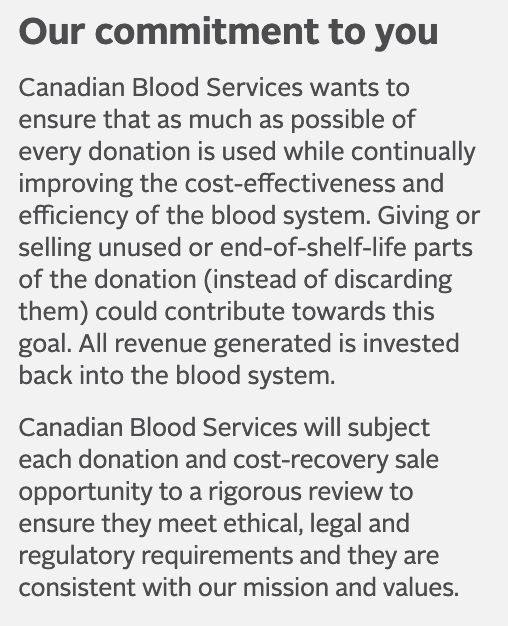 Our commitment to you
Canadian Blood Services wants to
ensure that as much as possible of
every donation is used while continually
improving the cost-effectiveness and
efficiency of the blood system. Giving or
selling unused or end-of-shelf-life parts
of the donation (instead of discarding
them) could contribute towards this
goal. All revenue generated is invested
back into the blood system.
Canadian Blood Services will subject
each donation and cost-recovery sale
opportunity to a rigorous review to
ensure they meet ethical, legal and
regulatory requirements and they are
consistent with our mission and values.